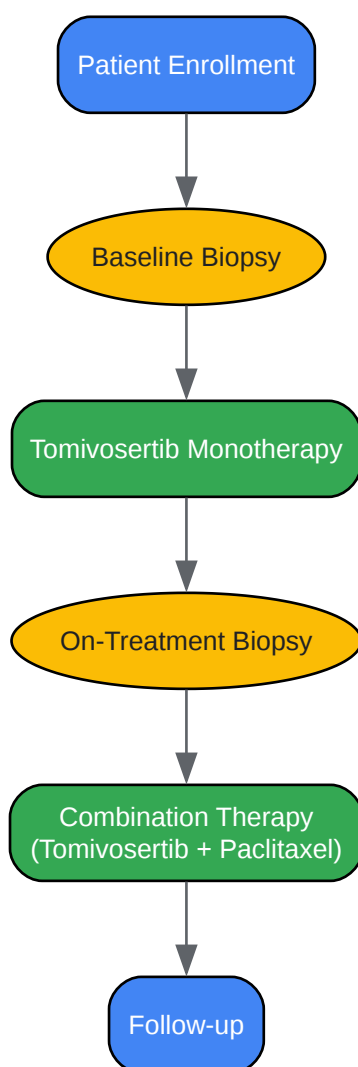 Patient Enrollment
Baseline Biopsy
Tomivosertib Monotherapy
On-Treatment Biopsy
Combination Therapy
(Tomivosertib + Paclitaxel)
Follow-up